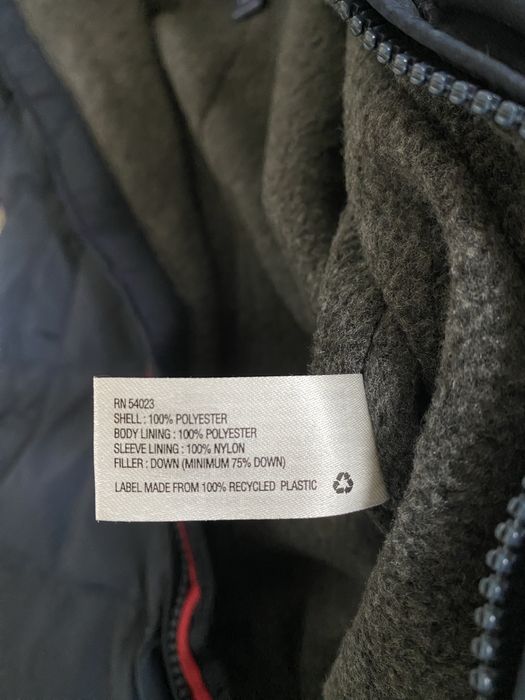 RN 54023
SHELL : 100% POLYESTER
BODY LINING : 100% POLYESTER
SLEEVE LINING : 100% NYLON
FILLER : DOWN (MINIMUM 75% DOWN)
LABEL MADE FROM 100% RECYCLED PLASTIC